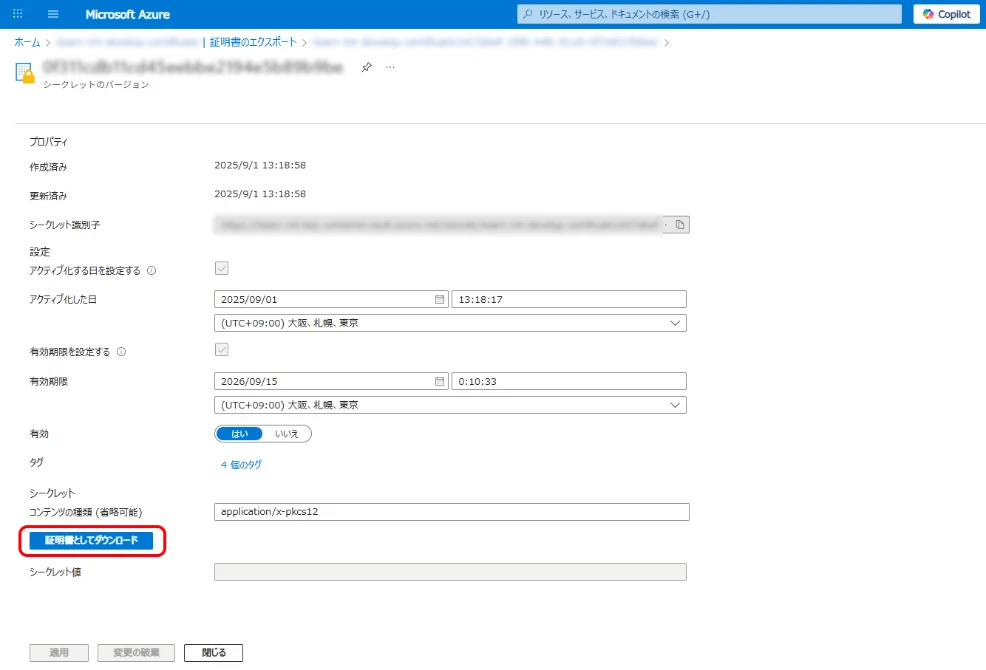 Microsoft Azure
リソース、サービス、ドキュメントの検索 (G+/)
Copilot
ホーム > | 証明書のエクスポート > >
シークレットのバージョン
プロパティ
作成済み 2025/9/1 13:18:58
更新済み 2025/9/1 13:18:58
シークレット識別子
設定
アクティブ化する日を設定する
アクティブ化した日 2025/09/01 13:18:17
(UTC+09:00) 大阪、札幌、東京
有効期限を設定する
有効期限 2026/09/15 0:10:33
(UTC+09:00) 大阪、札幌、東京
有効 はい いいえ
タグ 4 個のタグ
シークレット
コンテンツの種類 (省略可能) application/x-pkcs12
証明書としてダウンロード
シークレット値
適用 変更の破棄 閉じる